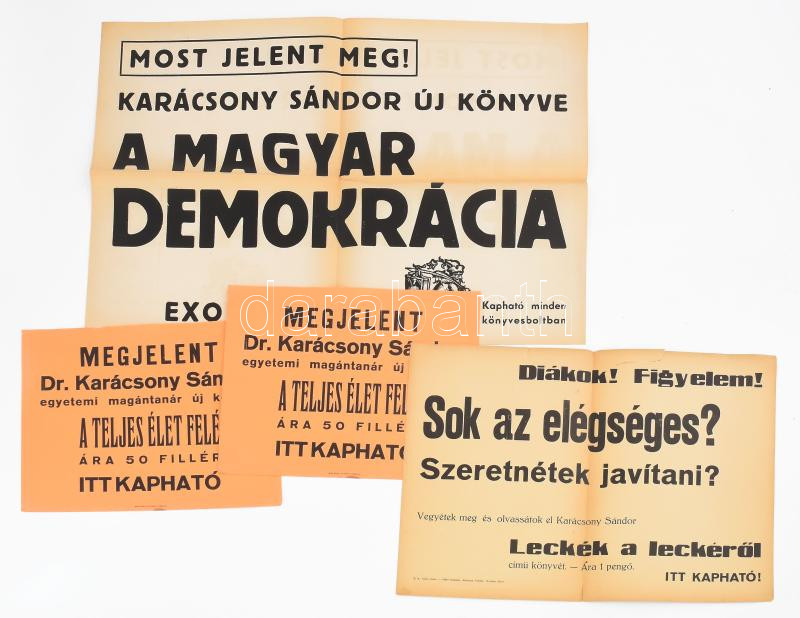 MOST JELENT MEG!
KARÁCSONY SÁNDOR ÚJ KÖNYVE
A MAGYAR
DEMOKRÁCIA
EXO
Kapható minden
könyvesboltban
darabanth
MEGJELENT
Dr. Karácsony Sán
egyetemi magántanár új k
A TELJES ÉLET FELÉ
ÁRA 50 FILLÉR
ITT KAPHATÓ
MEGJELENT
Dr. Karácsony Sá
egyetemi magántanár új
A TELJES ÉLET FEL
ÁRA 50 FILLÉ
ITT KAPHATÓ
Diákok! Figyelem!
Sok az elégséges?
Szeretnétek javítani?
Vegyétek meg és olvassátok el Karácsony Sándor
Leckék a leckéről
című könyvét. — Ára 1 pengő.
ITT KAPHATÓ!